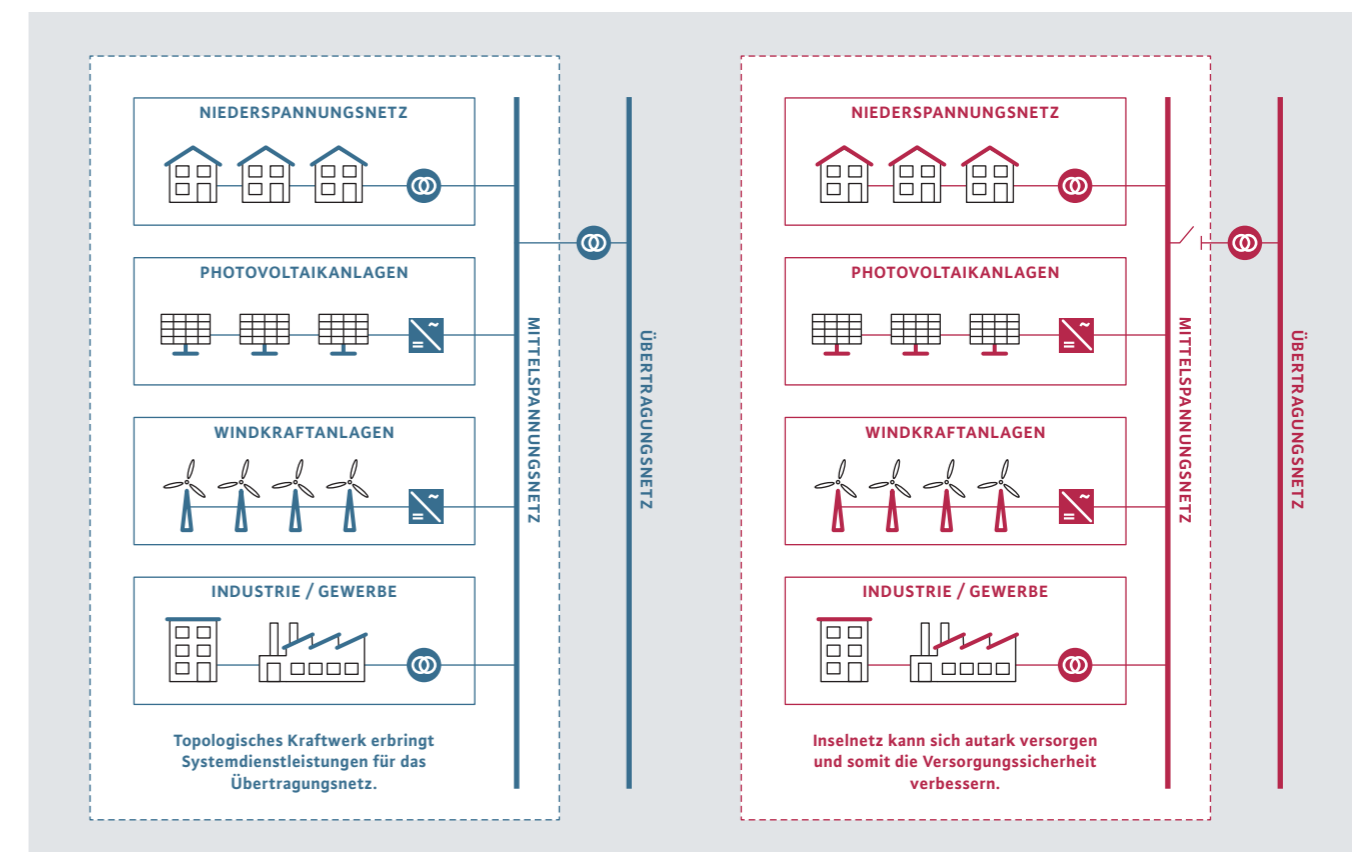 NIEDERSPANNUNGSNETZ
PHOTOVOLTAIKANLAGEN
WINDKRAFTANLAGEN
INDUSTRIE / GEWERBE
Topologisches Kraftwerk erbringt
Systemdienstleistungen für das
Übertragungsnetz.
MITTELSPANNUNGSNETZ
ÜBERTRAGUNGSNETZ
NIEDERSPANNUNGSNETZ
PHOTOVOLTAIKANLAGEN
WINDKRAFTANLAGEN
INDUSTRIE / GEWERBE
Inselnetz kann sich autark versorgen
und somit die Versorgungssicherheit
verbessern.
MITTELSPANNUNGSNETZ
ÜBERTRAGUNGSNETZ